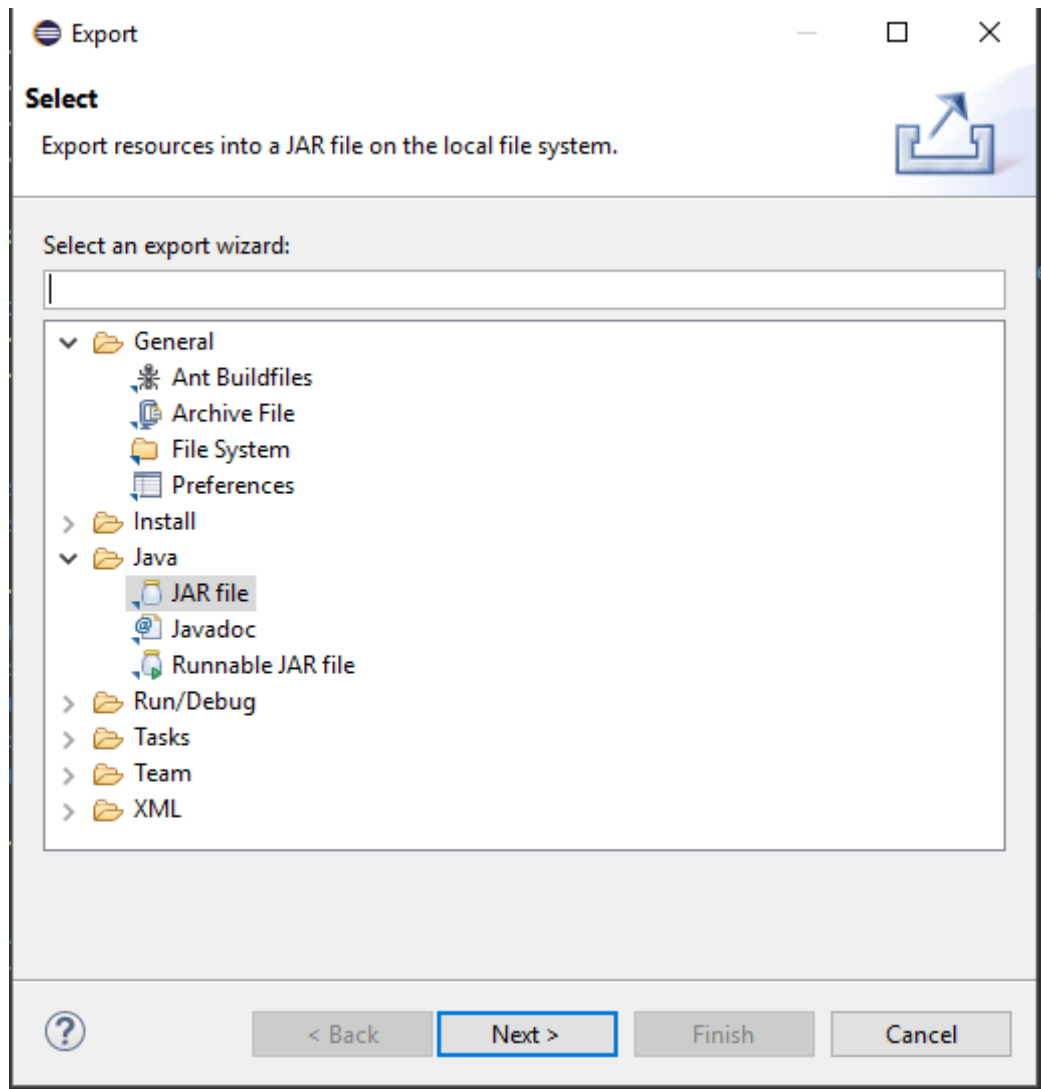 Export
Select
Export resources into a JAR file on the local file system.
Select an export wizard:
General
Ant Buildfiles
Archive File
File System
Preferences
Install
Java
JAR file
Javadoc
Runnable JAR file
Run/Debug
Tasks
Team
XML
? < Back Next > Finish Cancel